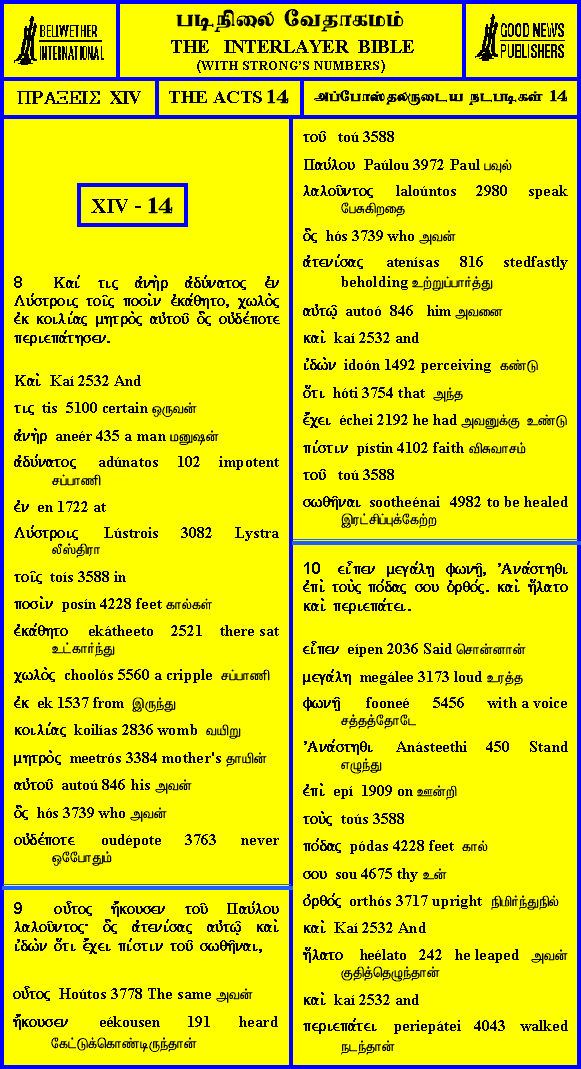 BELLWETHER
INTERNATIONAL
படிநிலை வேதாகமம்
THE INTERLAYER BIBLE
(WITH STRONG'S NUMBERS)
GOOD NEWS
PUBLISHERS
ΠΡΑΞΕΙΣ XIV
THE ACTS 14
அப்போஸ்தலருடைய நடபடிகள் 14
XIV - 14
8 Καί τις ἀνὴρ ἀδύνατος ἐν
Λύστροις τοῖς ποσὶν ἐκάθητο, χωλὸς
ἐκ κοιλίας μητρὸς αὐτοῦ ὃς οὐδέποτε
περιεπάτησεν.
Καὶ Kaí 2532 And
τις tis 5100 certain ஒருவன்
ἀνὴρ aneér 435 a man மனுஷன்
ἀδύνατος adúnatos 102 impotent
சப்பாணி
ἐν en 1722 at
Λύστροις Lústrois 3082 Lystra
லீஸ்திரா
τοῖς toís 3588 in
ποσὶν posín 4228 feet கால்கள்
ἐκάθητο ekátheeto 2521 there sat
உட்கார்ந்து
χωλὸς choolós 5560 a cripple சப்பாணி
ἐκ ek 1537 from இருந்து
κοιλίας koilías 2836 womb வயிறு
μητρὸς meetrós 3384 mother's தாயின்
αὐτοῦ autoú 846 his அவன்
ὃς hós 3739 who அவன்
οὐδέποτε oudépote 3763 never
ஒபோதும்
9 οὗτος ἤκουσεν τοῦ Παύλου
λαλοῦντος· ὃς ἀτενίσας αὐτῷ καὶ
ἰδὼν ὅτι ἔχει πίστιν τοῦ σωθῆναι,
οὗτος Hoútos 3778 The same அவன்
ἤκουσεν eékousen 191 heard
கேட்டுக்கொண்டிருந்தான்
τοῦ toú 3588
Παύλου Paúlou 3972 Paul பவுல்
λαλοῦντος laloúntos 2980 speak
பேசுகிறதை
ὃς hós 3739 who அவன்
ἀτενίσας atenísas 816 stedfastly
beholding உற்றுப்பார்த்து
αὐτῷ autoó 846 him அவனை
καὶ kaí 2532 and
ἰδὼν idoón 1492 perceiving கண்டு
ὅτι hóti 3754 that அந்த
ἔχει échei 2192 he had அவனுக்கு உண்டு
πίστιν pístin 4102 faith விசுவாசம்
τοῦ toú 3588
σωθῆναι sootheénai 4982 to be healed
இரட்சிப்புக்கேற்ற
10 εἶπεν μεγάλῃ φωνῇ, Ἀνάστηθι
ἐπὶ τοὺς πόδας σου ὀρθός. καὶ ἥλατο
καὶ περιεπάτει.
εἶπεν eípen 2036 Said சொன்னான்
μεγάλη megálee 3173 loud உரத்த
φωνῇ fooneé 5456 with a voice
சத்தத்தோடே
Ἀνάστηθι Anásteethi 450 Stand
எழுந்து
ἐπὶ epí 1909 on ஊன்றி
τοὺς toús 3588
πόδας pódas 4228 feet கால்
σου sou 4675 thy உன்
ὀρθός orthós 3717 upright நிமிர்ந்துநில்
καὶ Kaí 2532 And
ἥλατο heélato 242 he leaped அவன்
குதித்தெழுந்தான்
καὶ kaí 2532 and
περιεπάτει periepátei 4043 walked
நடந்தான்